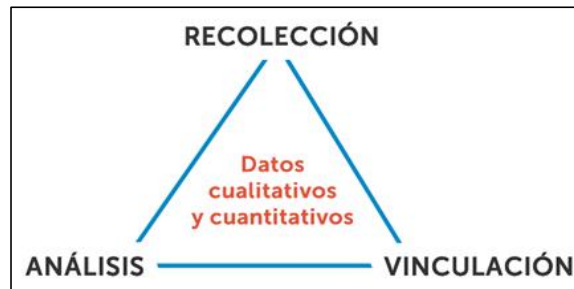 RECOLECCIÓN
Datos
cualitativos
y cuantitativos
ANÁLISIS
VINCULACIÓN